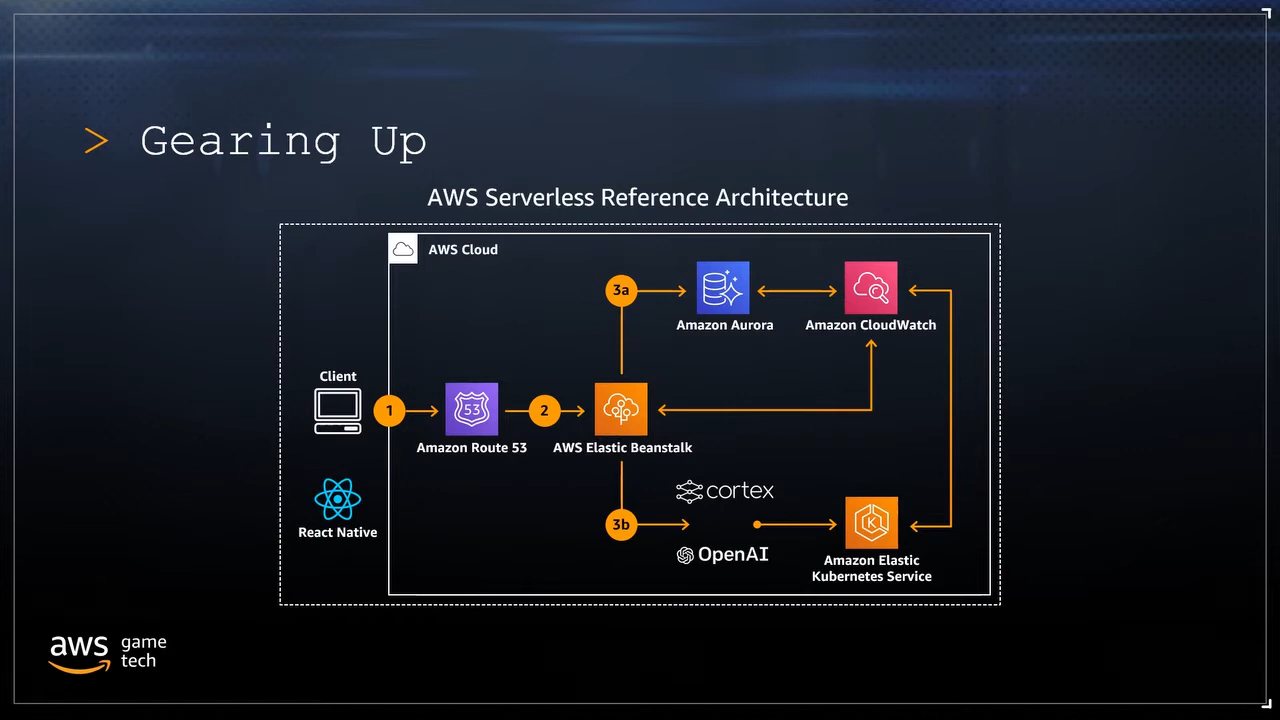 > Gearing Up
AWS Serverless Reference Architecture
AWS Cloud
3a
Amazon Aurora
Amazon CloudWatch
Client
1
53
2
Amazon Route 53
AWS Elastic Beanstalk
cortex
React Native
3b
K
OpenAI
Amazon Elastic
Kubernetes Service
aws
game
tech